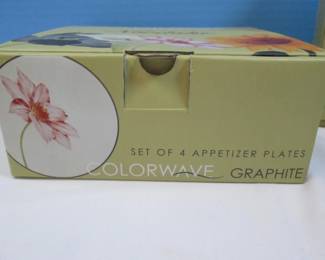 SET OF 4 APPETIZER PLATES
COLORWAVE GRAPHITE